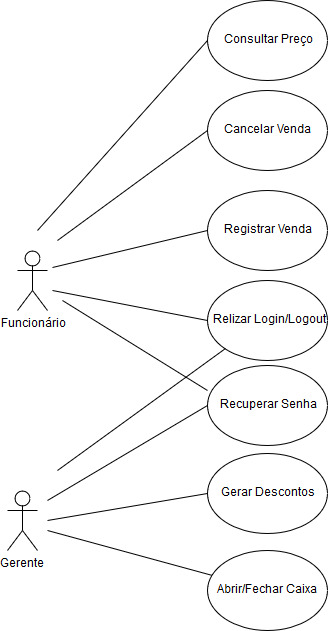 Consultar Preço
Cancelar Venda
Registrar Venda
Funcionário
Relizar Login/Logout
Recuperar Senha
Gerar Descontos
Gerente
Abrir/Fechar Caixa